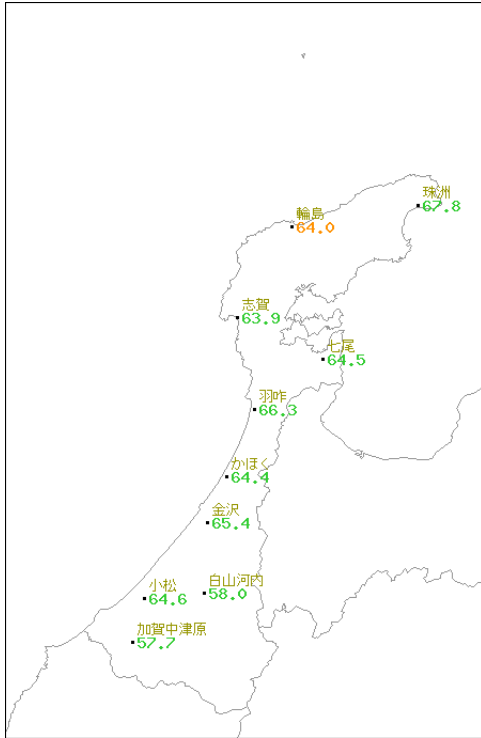 珠洲
67.8
輪島
64.0
志賀
63.9
七尾
64.5
羽咋
66.3
かほく
64.4
金沢
65.4
白山河内
58.0
小松
64.6
加賀中津原
57.7